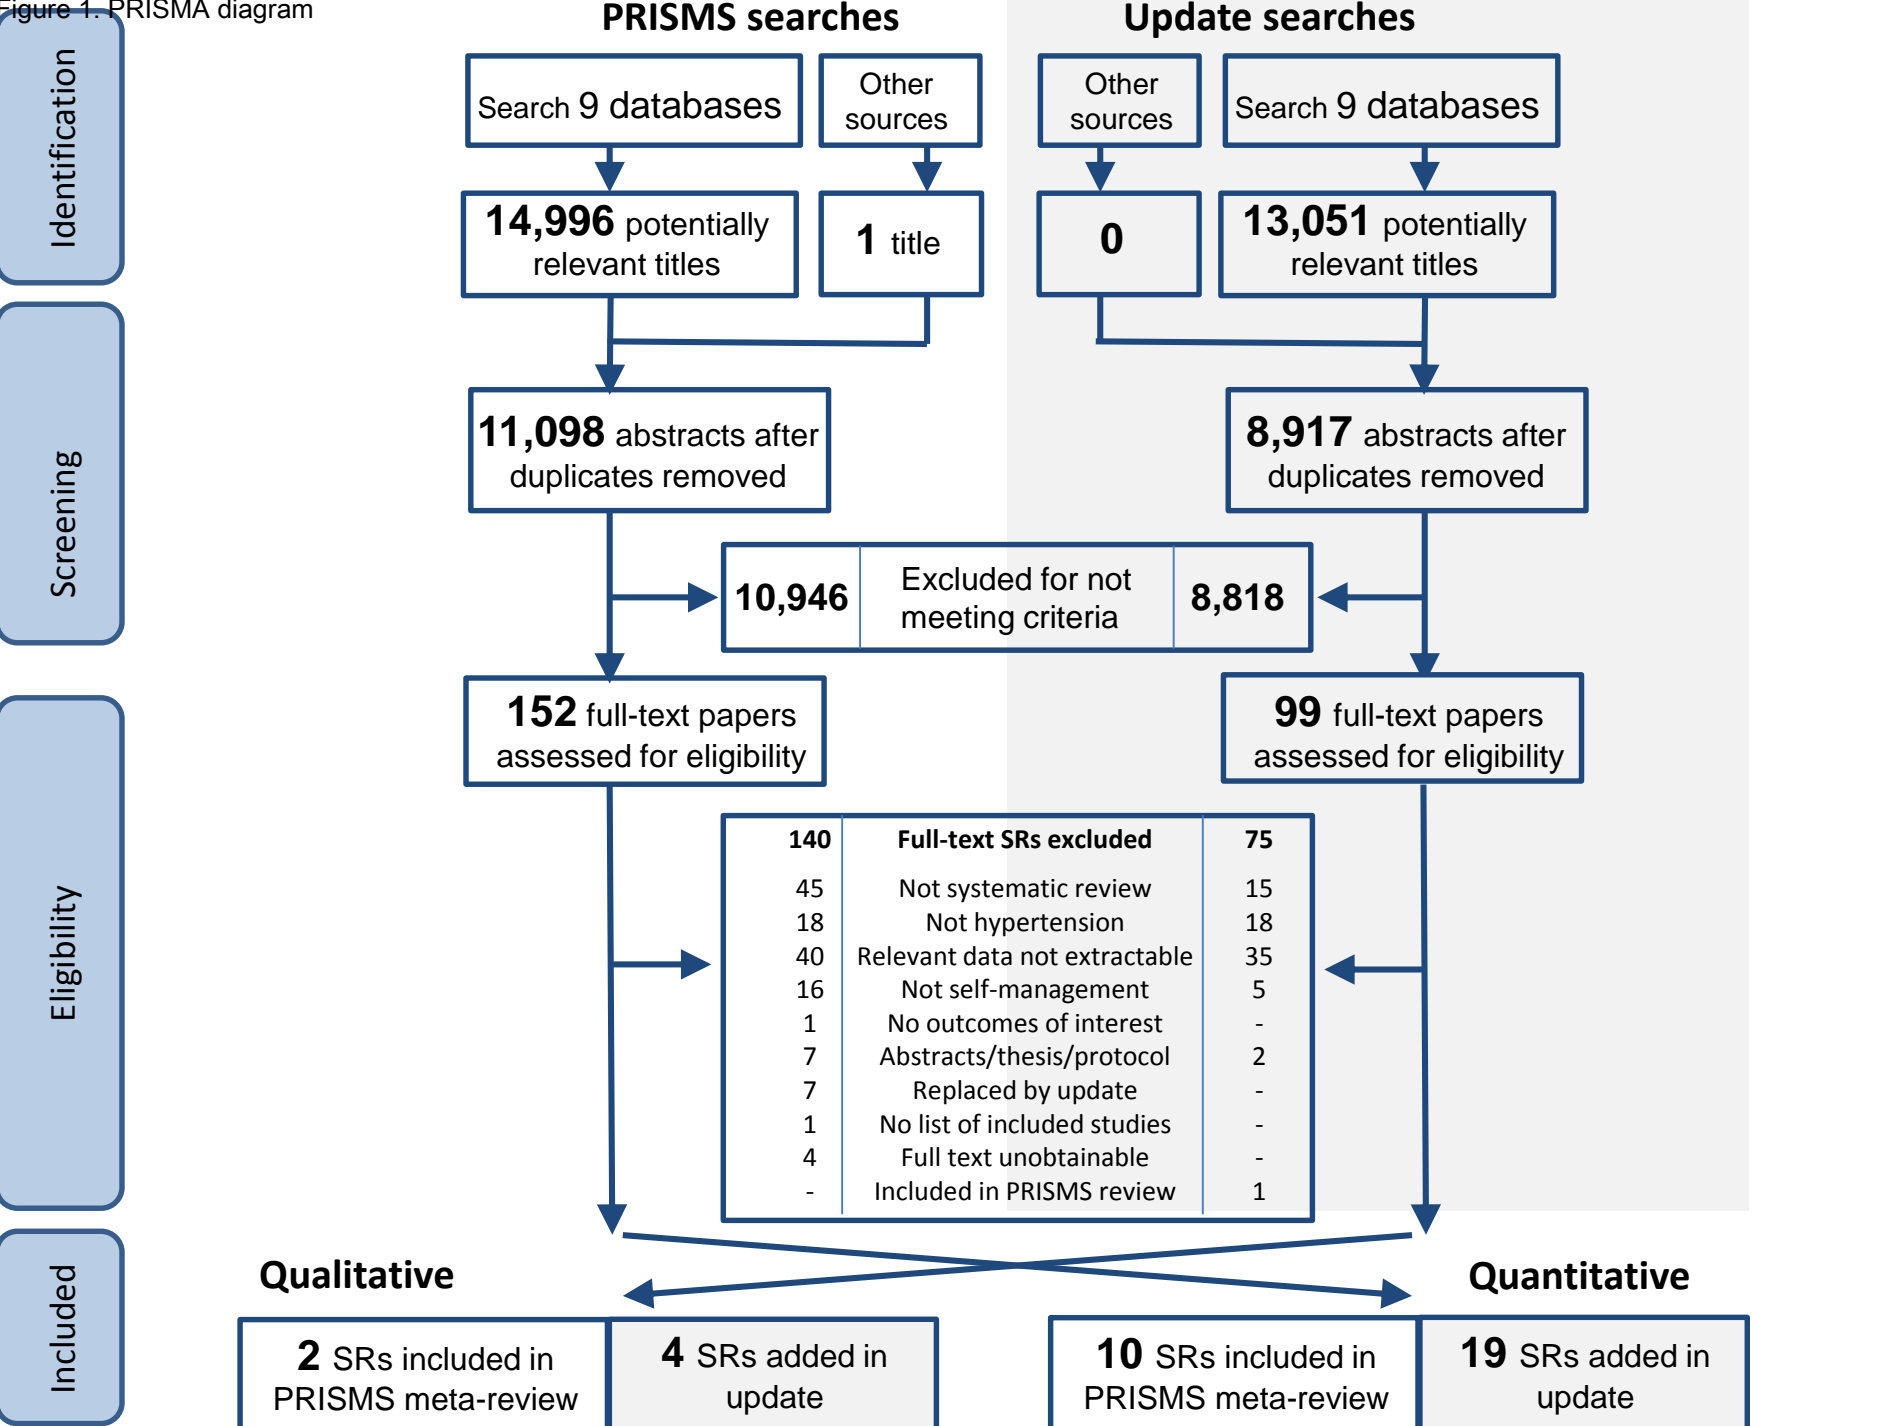 Figure 1. PRISMA diagram
PRISMS searches
Update searches
Identification
Search 9 databases
Other
sources
Other
sources
Search 9 databases
14,996 potentially
relevant titles
1 title
0
13,051 potentially
relevant titles
Screening
11,098 abstracts after
duplicates removed
8,917 abstracts after
duplicates removed
10,946
Excluded for not
meeting criteria
8,818
Eligibility
152 full-text papers
assessed for eligibility
99 full-text papers
assessed for eligibility
140 Full-text SRs excluded 75
45 Not systematic review 15
18 Not hypertension 18
40 Relevant data not extractable 35
16 Not self-management 5
1 No outcomes of interest -
7 Abstracts/thesis/protocol 2
7 Replaced by update -
1 No list of included studies -
4 Full text unobtainable -
- Included in PRISMS review 1
Included
Qualitative
Quantitative
2 SRs included in
PRISMS meta-review
4 SRs added in
update
10 SRs included in
PRISMS meta-review
19 SRs added in
update